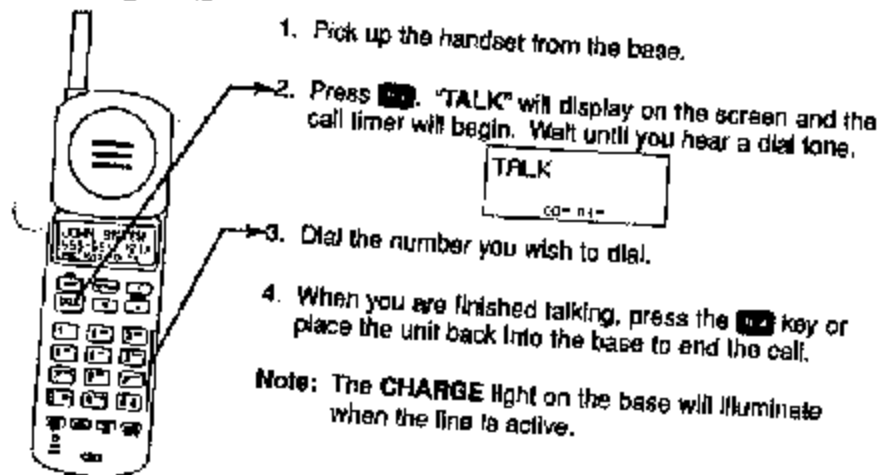 1. Pick up the handset from the base.
2. Press . "TALK" will display on the screen and the
call timer will begin. Wait until you hear a dial tone.
TALK
3. Dial the number you wish to dial.
4. When you are finished talking, press the key or
place the unit back into the base to end the call.
Note: The CHARGE light on the base will illuminate
when the line is active.
JOHN